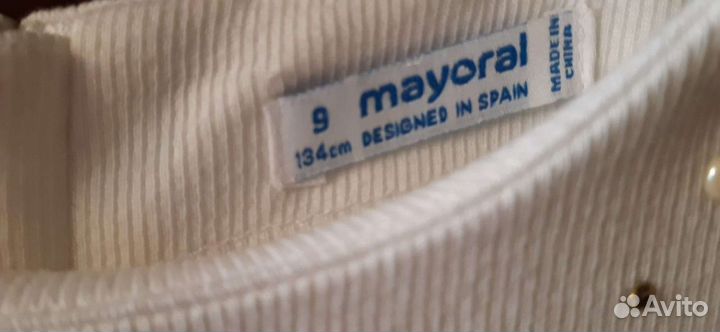 9 mayoral
134cm DESIGNED IN SPAIN
MADE IN
CHINA
Avito